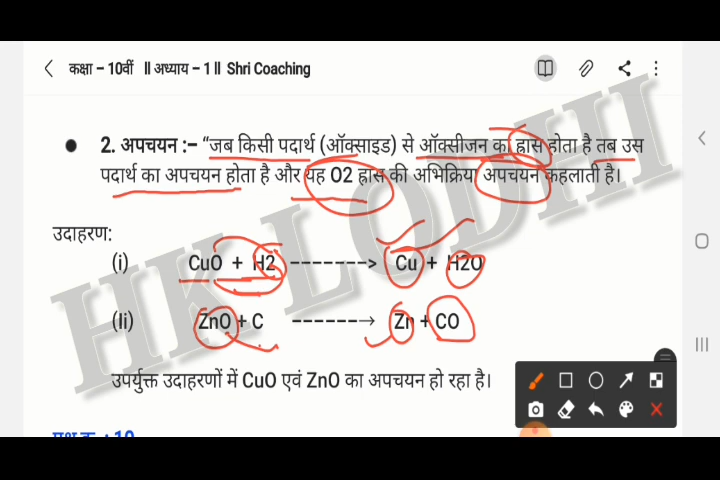 कक्षा – 10वीं ॥ अध्याय – 1 ॥ Shri Coaching
● 2. अपचयन :– “जब किसी पदार्थ (ऑक्साइड) से ऑक्सीजन का ह्रास होता है तब उस
पदार्थ का अपचयन होता है और यह O2 ह्रास की अभिक्रिया अपचयन कहलाती है।
उदाहरण:
(i) CuO + H2 -------> Cu + H2O
(Ii) ZnO + C ------→ Zn + CO
उपर्युक्त उदाहरणों में CuO एवं ZnO का अपचयन हो रहा है।
HK LODHI